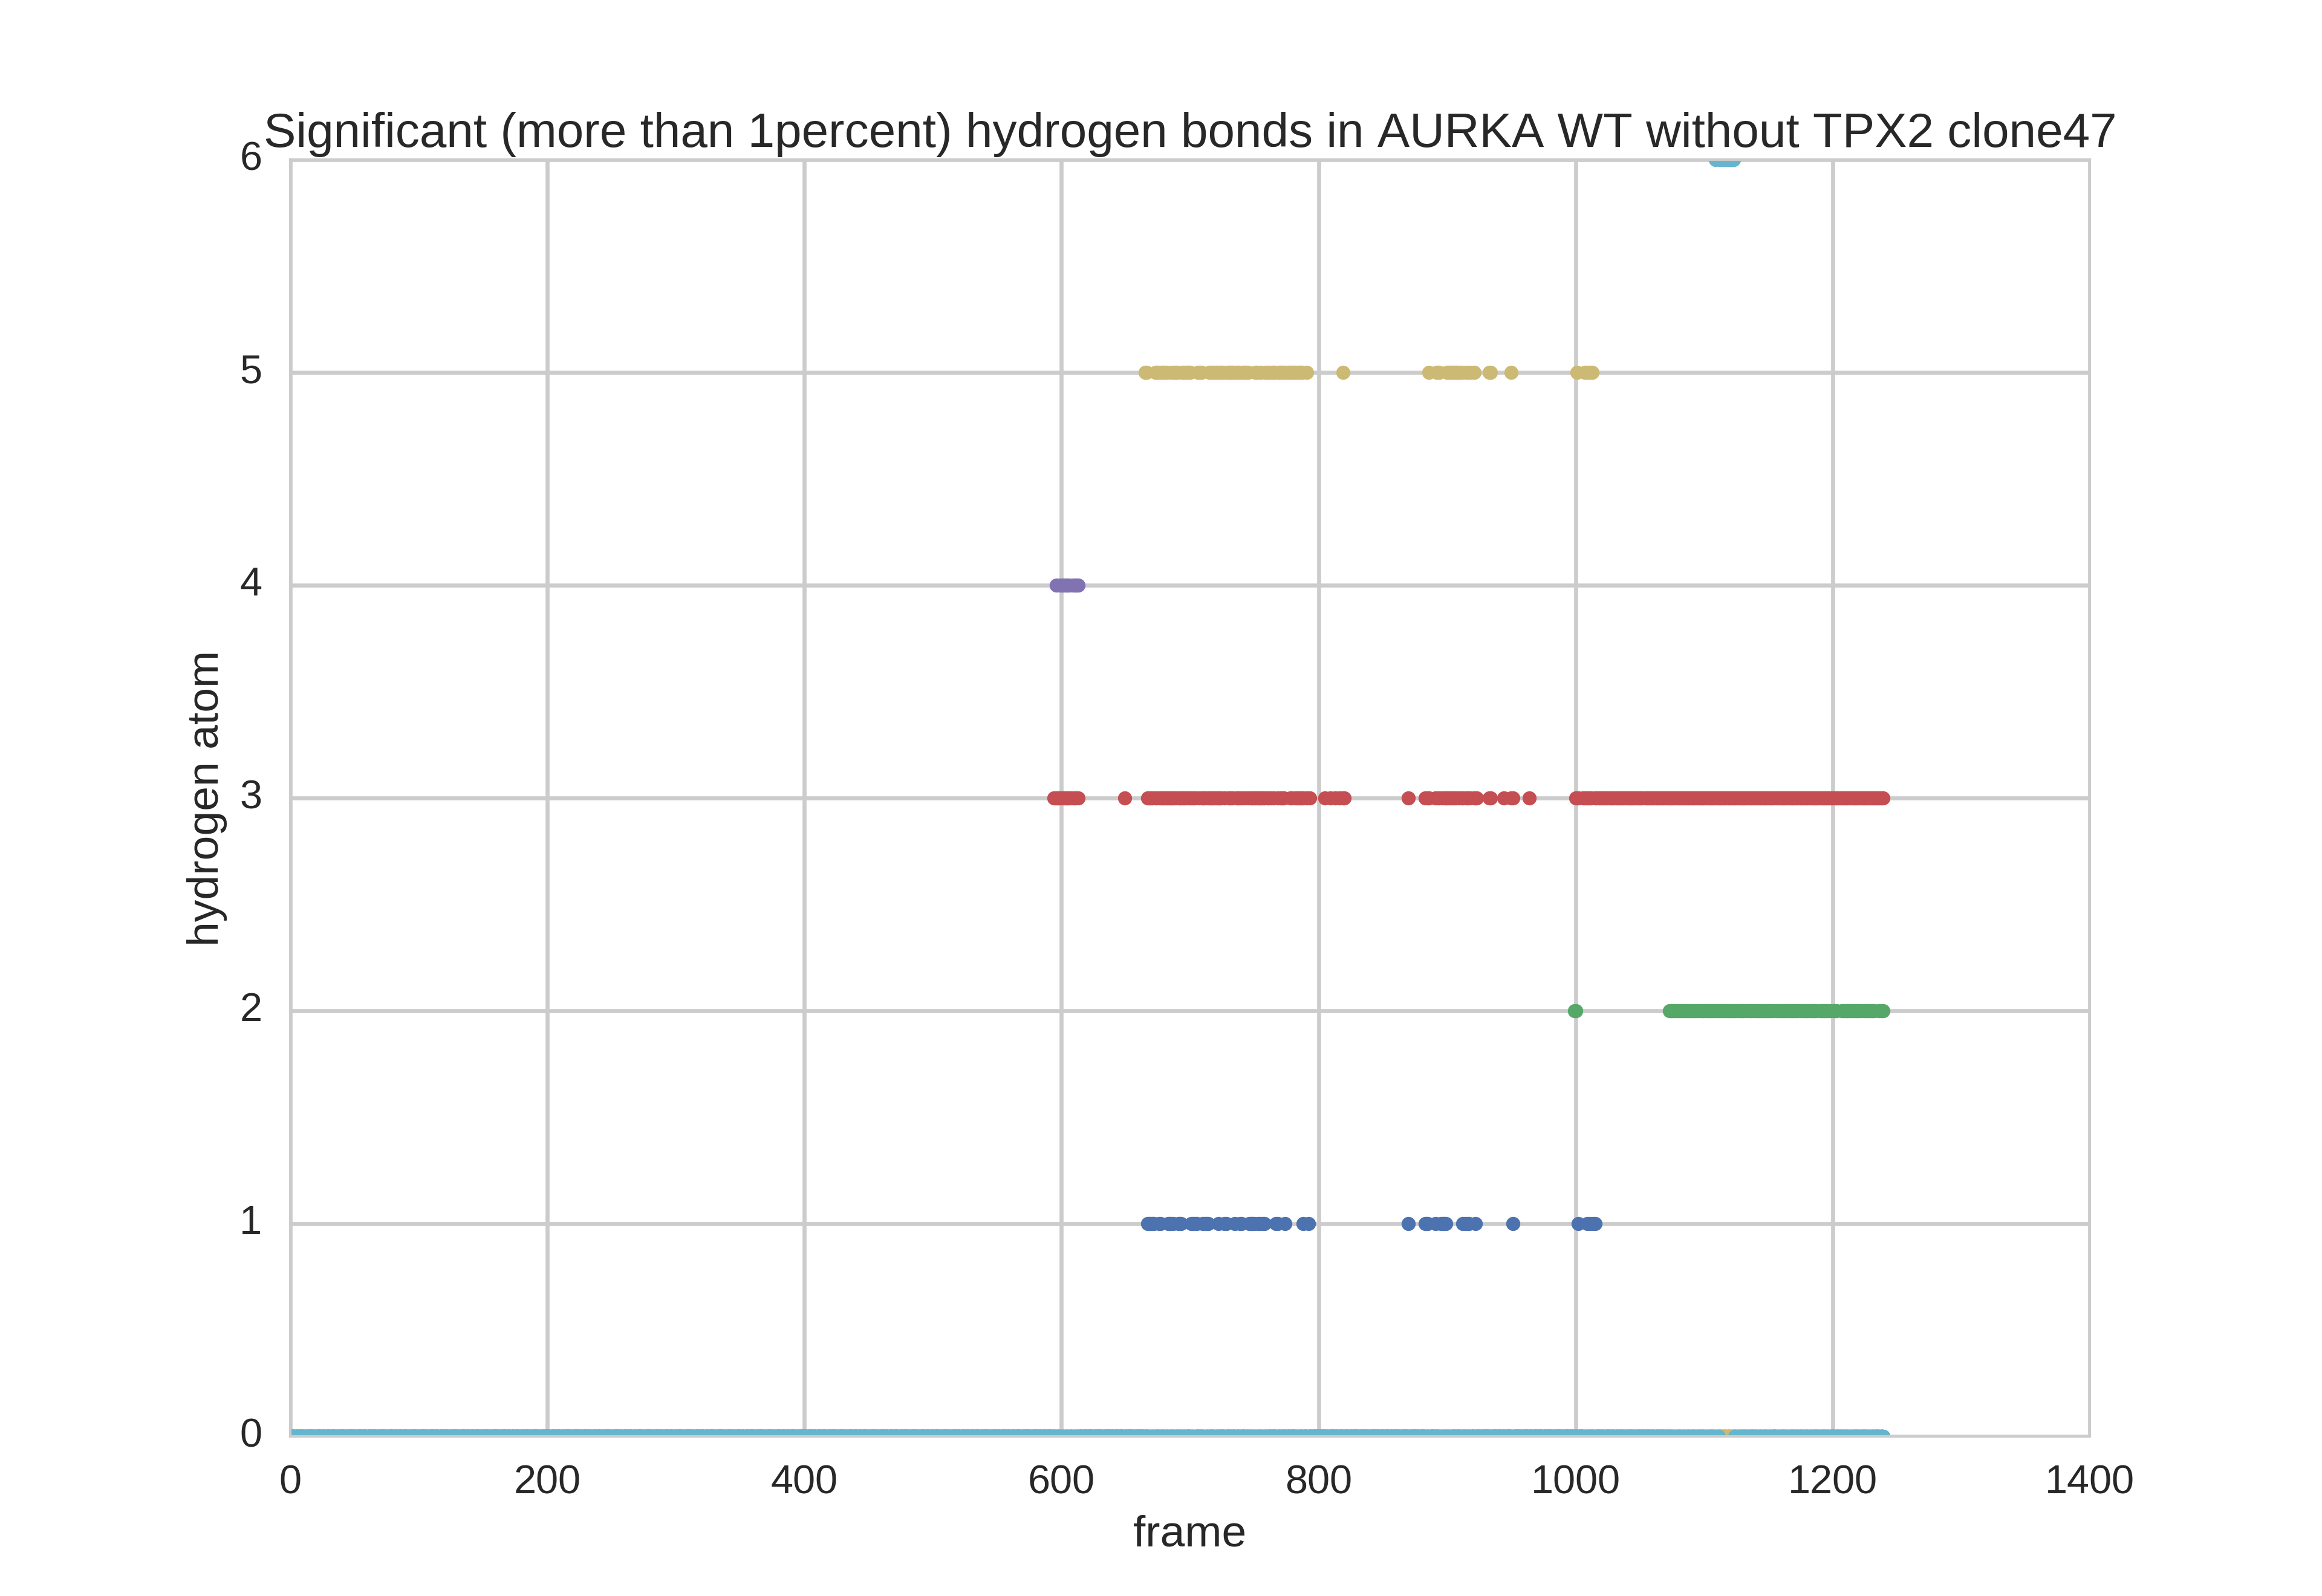 Significant (more than 1percent) hydrogen bonds in AURKA WT without TPX2 clone47
6
5
4
3
2
1
0
hydrogen atom
0 200 400 600 800 1000 1200 1400
frame